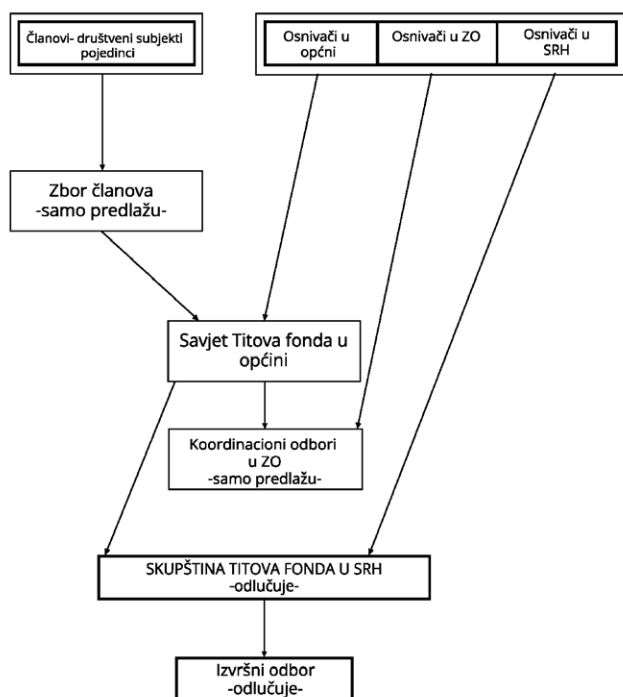 Članovi- društveni subjekti
pojedinci
Osnivači u
općni
Osnivači u ZO
Osnivači u
SRH
Zbor članova
-samo predlažu-
Savjet Titova fonda u
općini
Koordinacioni odbori
u ZO
-samo predlažu-
SKUPŠTINA TITOVA FONDA U SRH
-odlučuje-
Izvršni odbor
-odlučuje-